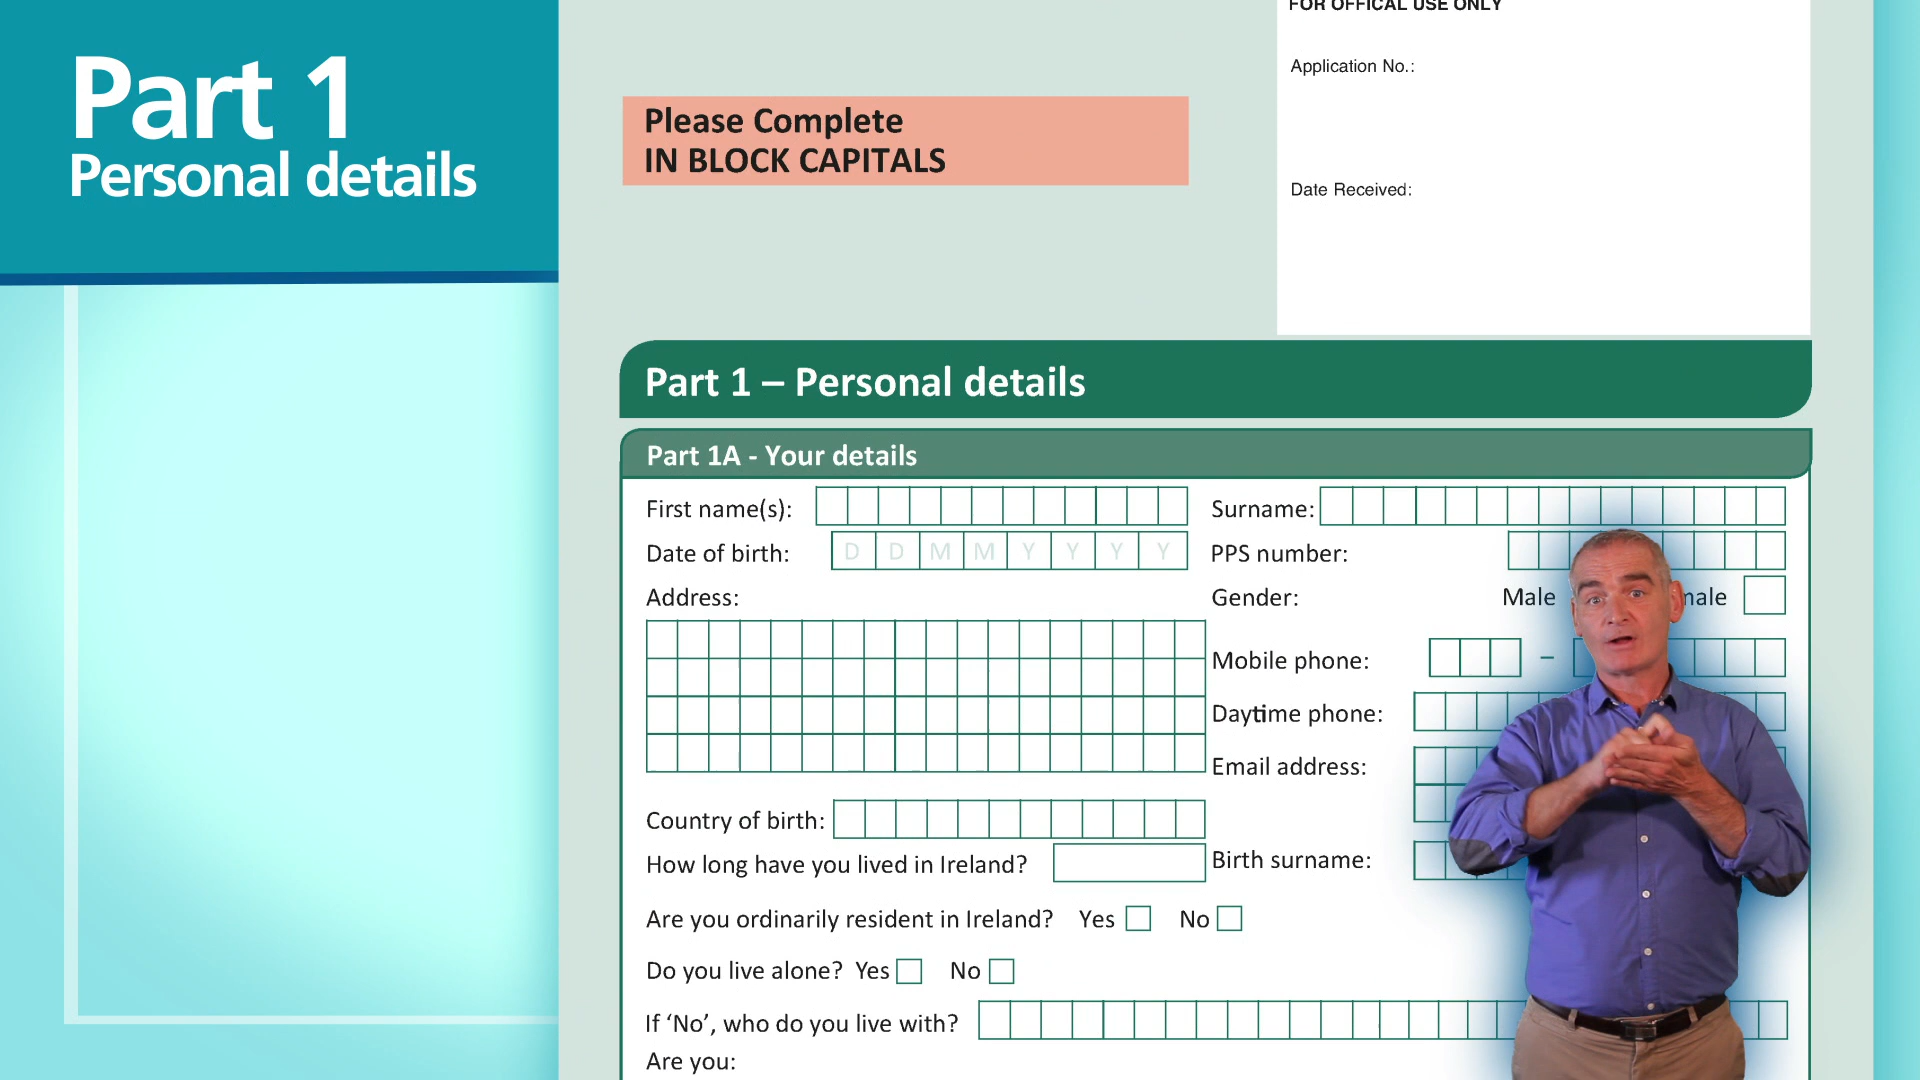 Part 1
Personal details
FOR OFFICAL USE ONLY
Application No.:
Please Complete
IN BLOCK CAPITALS
Date Received:
Part 1 – Personal details
Part 1A - Your details
First name(s):
Surname:
Date of birth: D D M M Y Y Y Y
PPS number:
Address:
Gender: Male
Mobile phone: –
Daytime phone:
Email address:
Country of birth:
How long have you lived in Ireland?
Birth surname:
Are you ordinarily resident in Ireland? Yes No
Do you live alone? Yes No
If ‘No’, who do you live with?
Are you: